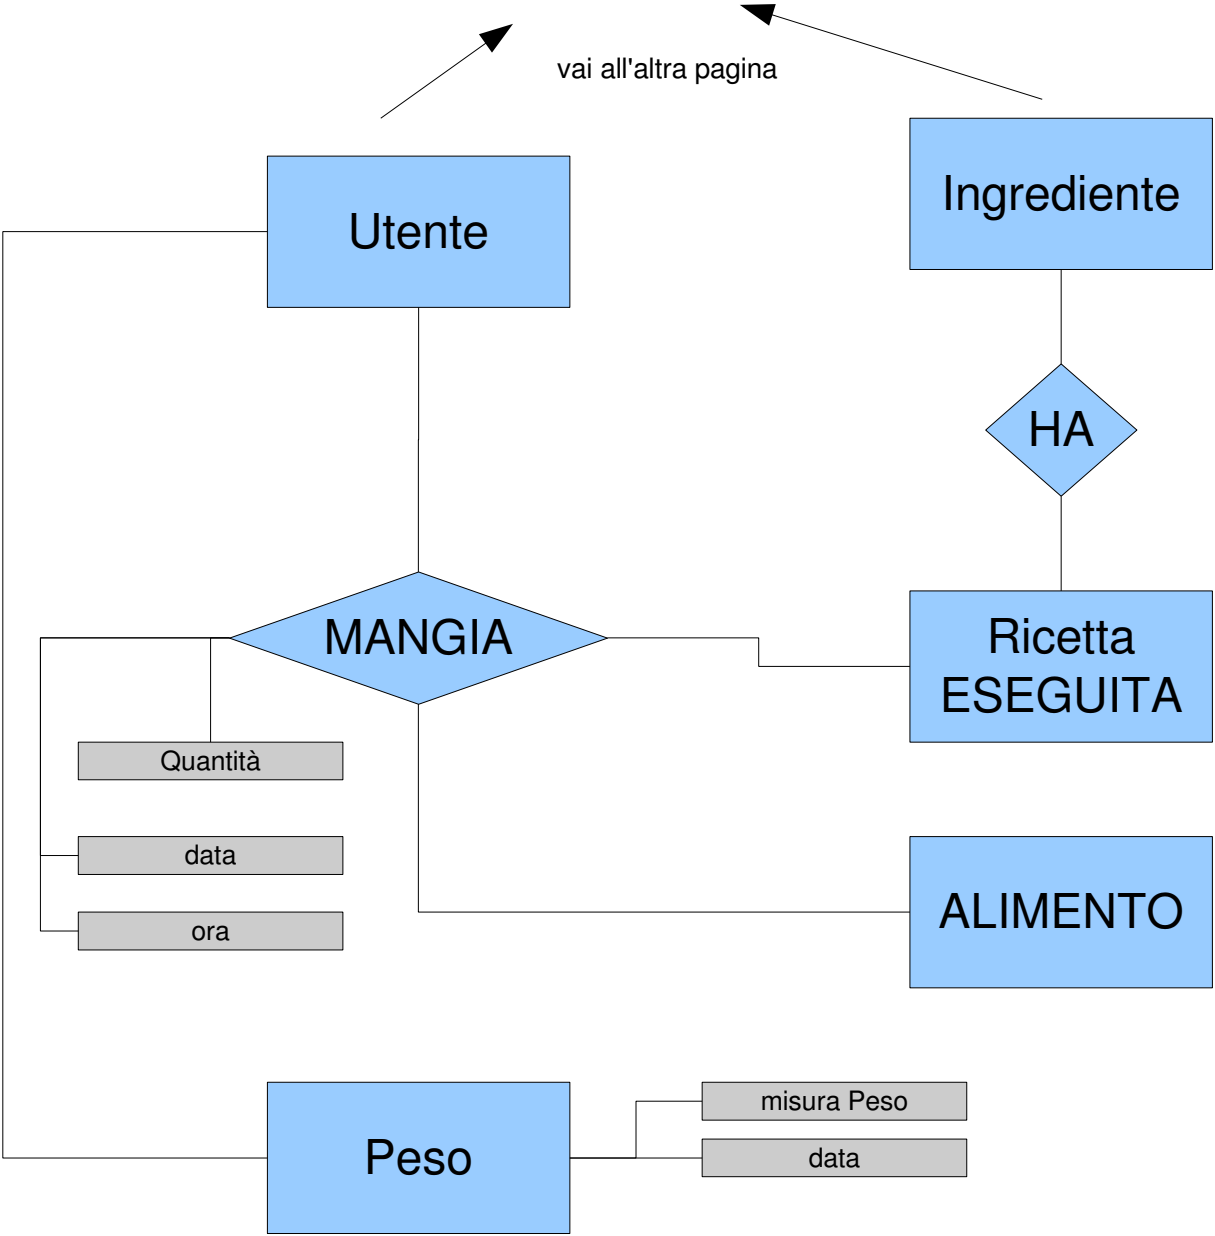 vai all'altra pagina
Utente
Ingrediente
HA
MANGIA
Ricetta
ESEGUITA
Quantità
data
ora
ALIMENTO
Peso
misura Peso
data